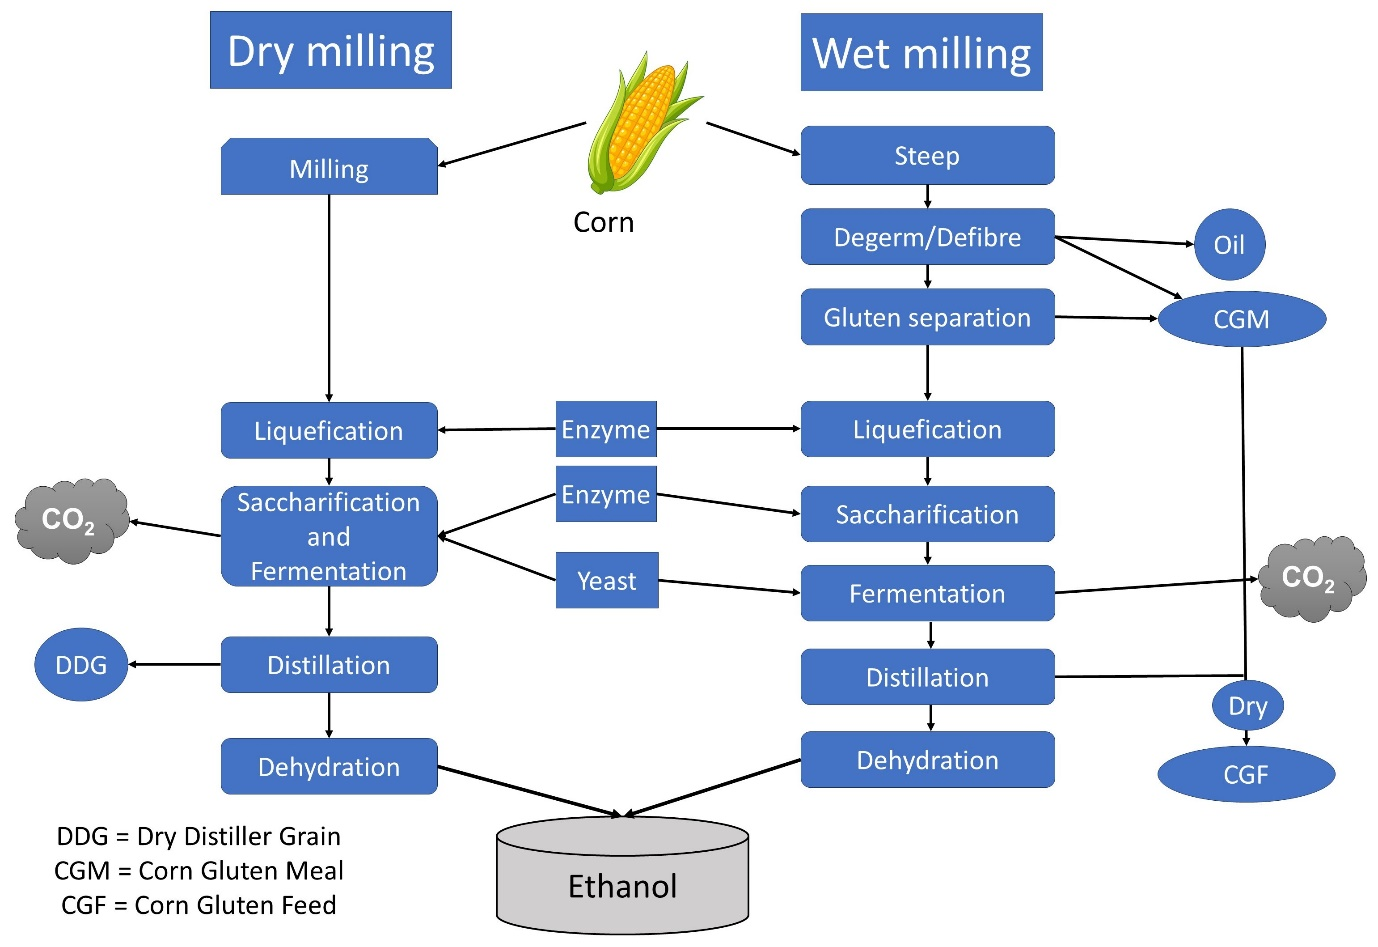 Dry milling
Wet milling
Milling
Corn
Steep
Degerm/Defibre
Oil
Gluten separation
CGM
Liquefication
Enzyme
Liquefication
CO2
Saccharification
and
Fermentation
Enzyme
Saccharification
Yeast
Fermentation
CO2
DDG
Distillation
Distillation
Dry
Dehydration
Dehydration
CGF
DDG = Dry Distiller Grain
CGM = Corn Gluten Meal
CGF = Corn Gluten Feed
Ethanol